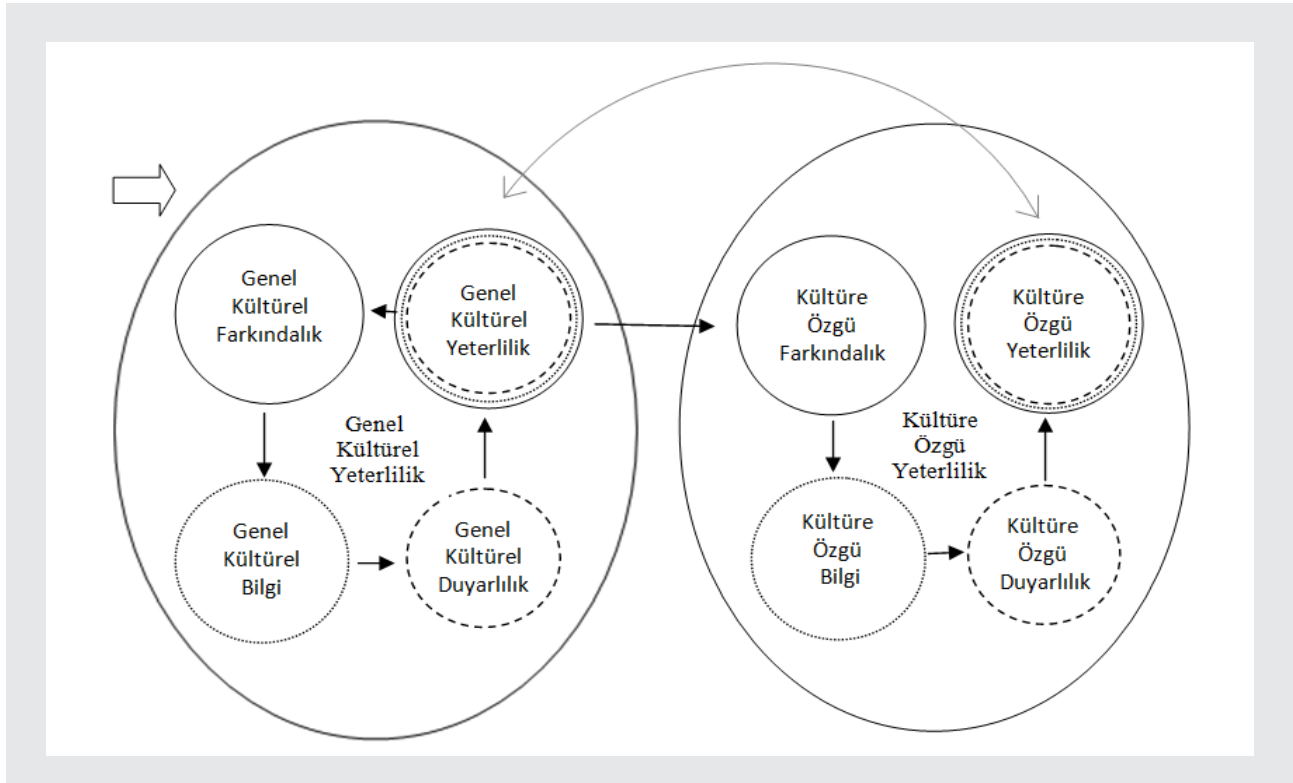 Genel
Kültürel
Farkındalık
Genel
Kültürel
Yeterlilik
Genel
Kültürel
Yeterlilik
Genel
Kültürel
Bilgi
Genel
Kültürel
Duyarlılık
Kültüre
Özgü
Farkındalık
Kültüre
Özgü
Yeterlilik
Kültüre
Özgü
Yeterlilik
Kültüre
Özgü
Bilgi
Kültüre
Özgü
Duyarlılık